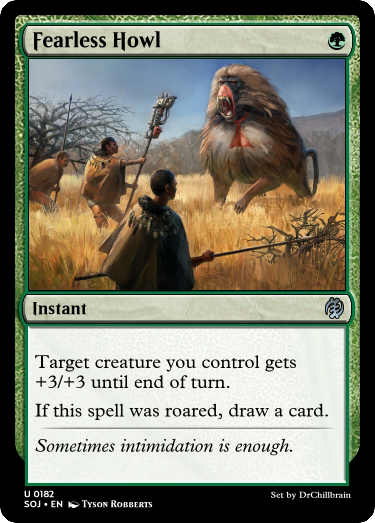 Fearless Howl
Instant
Target creature you control gets
+3/+3 until end of turn.
If this spell was roared, draw a card.
Sometimes intimidation is enough.
U 0182
SOJ • EN Tyson Robberts
Set by DrChillbrain